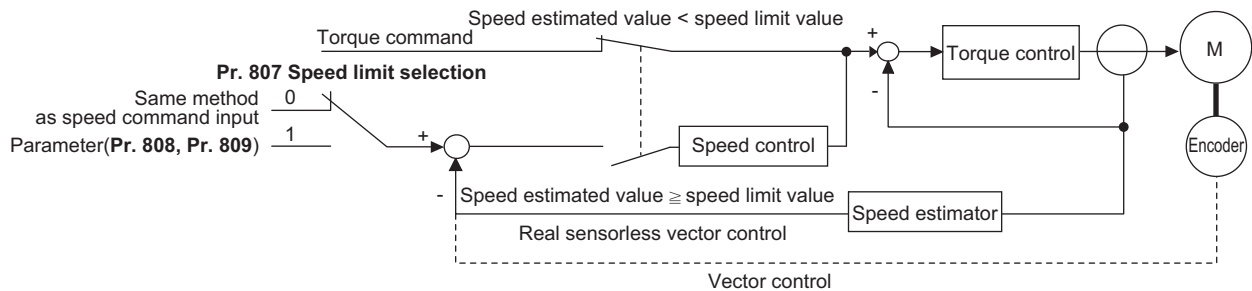 Speed estimated value < speed limit value
Torque command
+
Torque control
M
Pr. 807 Speed limit selection
-
Same method
as speed command input
0
Parameter(Pr. 808, Pr. 809)
1
+
Speed control
Encoder
-
Speed estimated value ≧ speed limit value
Speed estimator
Real sensorless vector control
Vector control